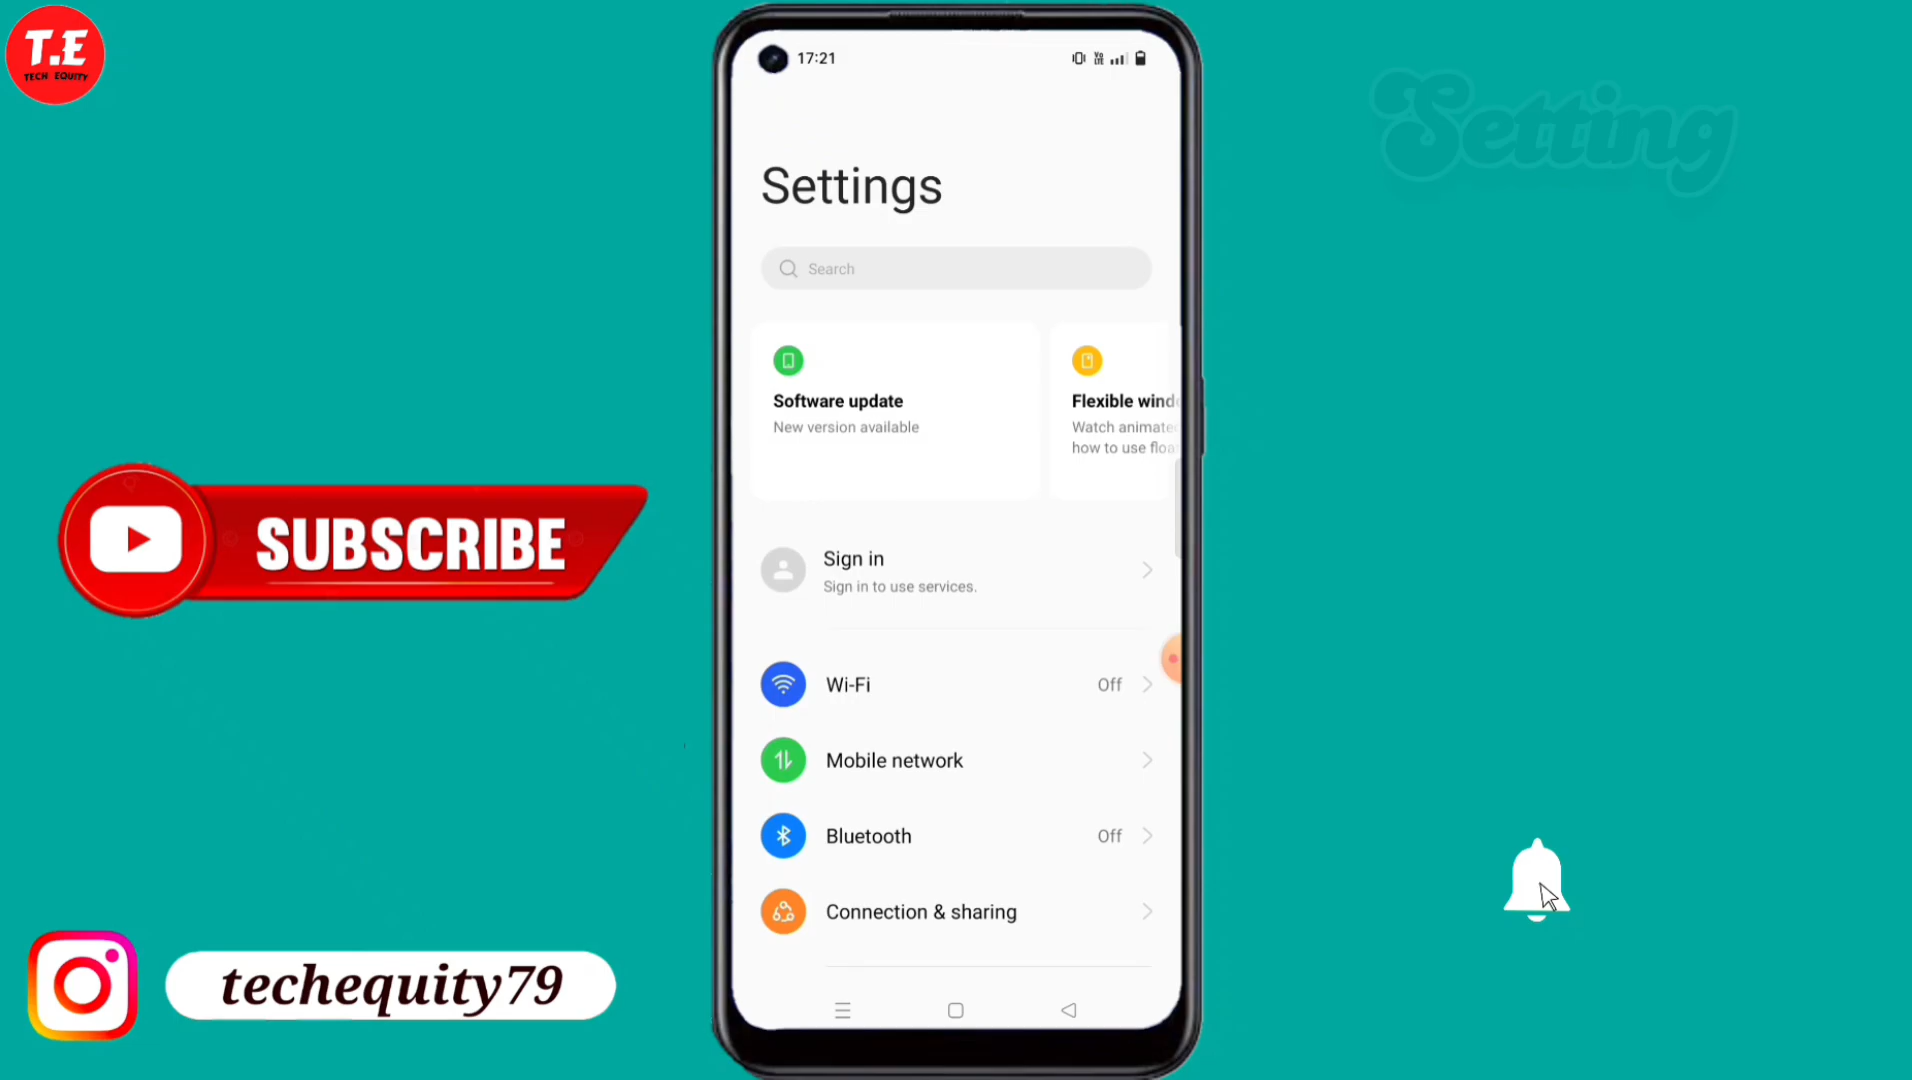 T.E
TECH EQUITY
17:21
Vo
LTE
Setting
Settings
Search
Software update
New version available
Flexible wind
Watch animate
how to use floa
SUBSCRIBE
Sign in
Sign in to use services.
Wi-Fi Off
Mobile network
Bluetooth Off
Connection & sharing
techequity79